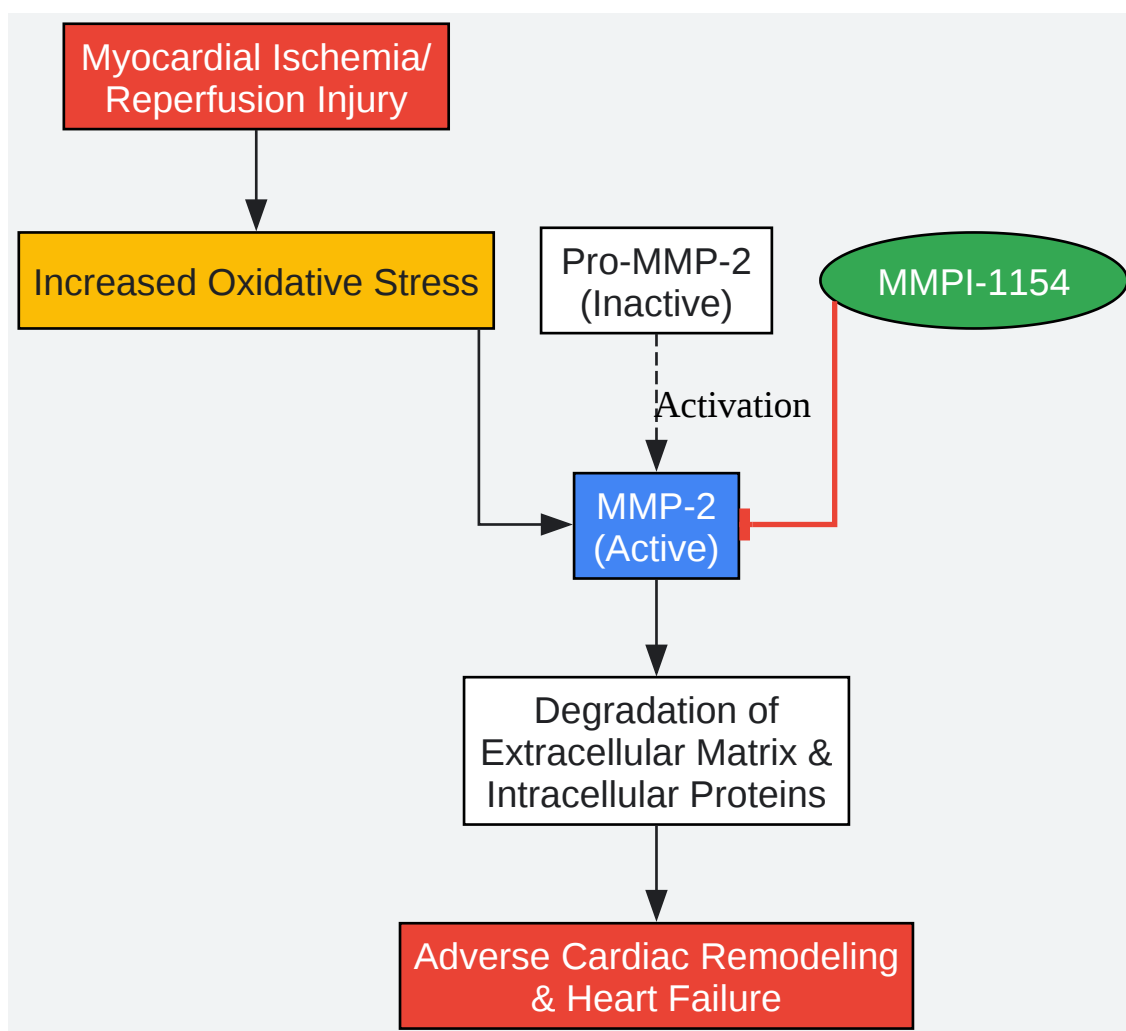 Myocardial Ischemia/
Reperfusion Injury
Increased Oxidative Stress
Pro-MMP-2
(Inactive)
MMPI-1154
Activation
MMP-2
(Active)
Degradation of
Extracellular Matrix &
Intracellular Proteins
Adverse Cardiac Remodeling
& Heart Failure